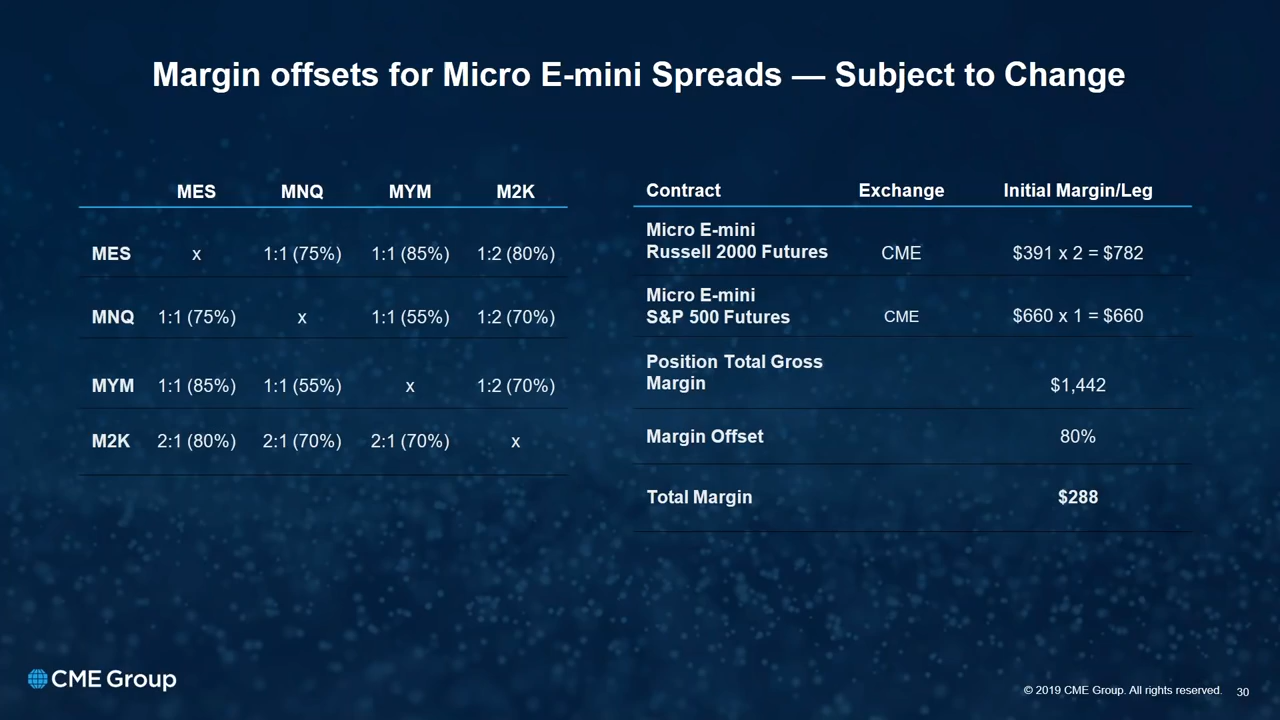 Margin offsets for Micro E-mini Spreads — Subject to Change
MES MNQ MYM M2K
MES x 1:1 (75%) 1:1 (85%) 1:2 (80%)
MNQ 1:1 (75%) x 1:1 (55%) 1:2 (70%)
MYM 1:1 (85%) 1:1 (55%) x 1:2 (70%)
M2K 2:1 (80%) 2:1 (70%) 2:1 (70%) x
Contract Exchange Initial Margin/Leg
Micro E-mini
Russell 2000 Futures CME $391 x 2 = $782
Micro E-mini
S&P 500 Futures CME $660 x 1 = $660
Position Total Gross
Margin $1,442
Margin Offset 80%
Total Margin $288
CME Group
© 2019 CME Group. All rights reserved. 30